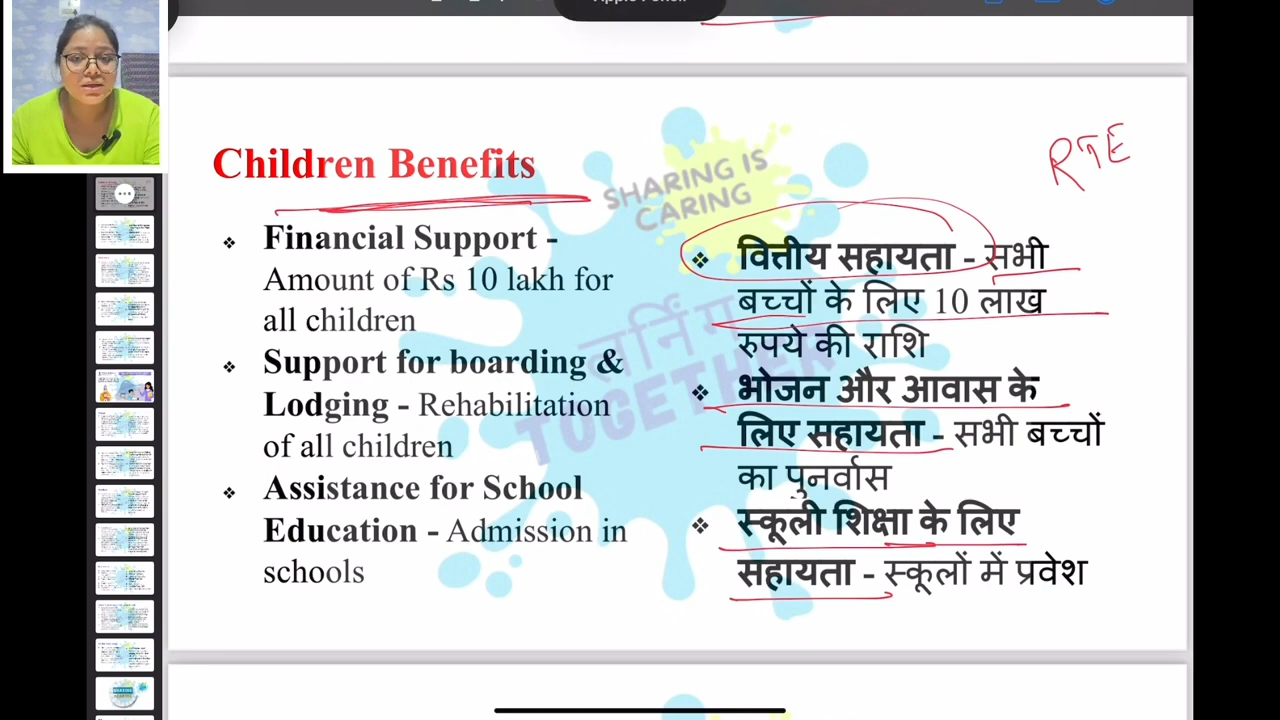 Apple Pencil
Children Benefits
RTE
SHARING IS
CARING
❖ Financial Support -
Amount of Rs 10 lakh for
all children
❖ Support for boarding &
Lodging - Rehabilitation
of all children
❖ Assistance for School
Education - Admission in
schools
❖ वित्तीय सहायता - सभी
बच्चों के लिए 10 लाख
रुपये की राशि
❖ भोजन और आवास के
लिए सहायता - सभी बच्चों
का पुनर्वास
❖ स्कूली शिक्षा के लिए
सहायता - स्कूलों में प्रवेश
TOGETHER